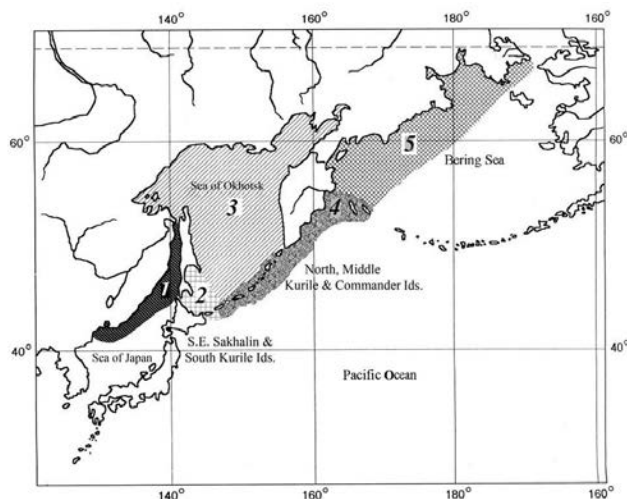 140° 160° 180° 160°
60° 60°
5
Bering Sea
Sea of Okhotsk
3
4
North, Middle
Kurile & Commander Ids.
1
2
S.E. Sakhalin &
South Kurile Ids.
40° 40°
Sea of Japan
Pacific Ocean
140° 160° 180° 160°